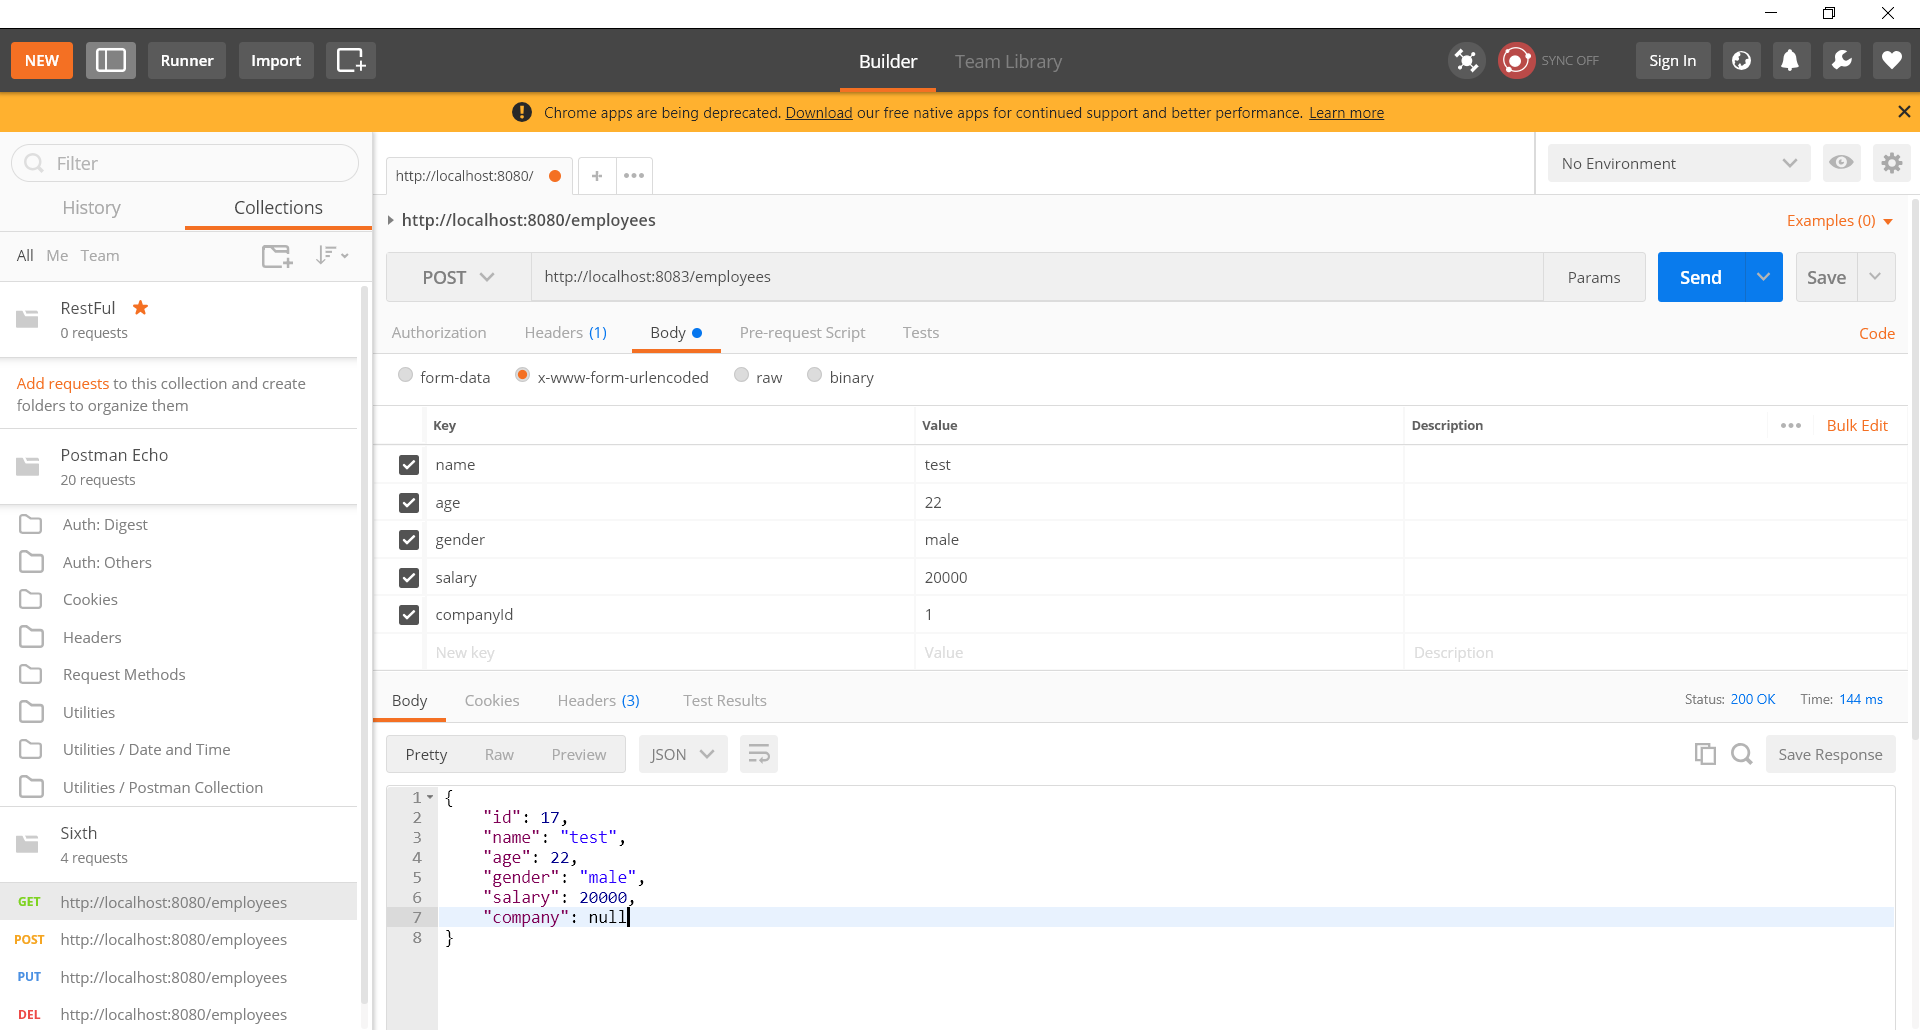 NEW Runner Import Builder Team Library SYNC OFF Sign In
Chrome apps are being deprecated. Download our free native apps for continued support and better performance. Learn more
Filter
History Collections
All Me Team
RestFul
0 requests
Add requests to this collection and create
folders to organize them
Postman Echo
20 requests
Auth: Digest
Auth: Others
Cookies
Headers
Request Methods
Utilities
Utilities / Date and Time
Utilities / Postman Collection
Sixth
4 requests
GET http://localhost:8080/employees
POST http://localhost:8080/employees
PUT http://localhost:8080/employees
DEL http://localhost:8080/employees
http://localhost:8080/ No Environment
http://localhost:8080/employees Examples (0)
POST http://localhost:8083/employees Params Send Save
Authorization Headers (1) Body Pre-request Script Tests Code
form-data x-www-form-urlencoded raw binary
Key Value Description Bulk Edit
name test
age 22
gender male
salary 20000
companyId 1
New key Value Description
Body Cookies Headers (3) Test Results Status: 200 OK Time: 144 ms
Pretty Raw Preview JSON Save Response
1 {
2 "id": 17,
3 "name": "test",
4 "age": 22,
5 "gender": "male",
6 "salary": 20000,
7 "company": null
8 }